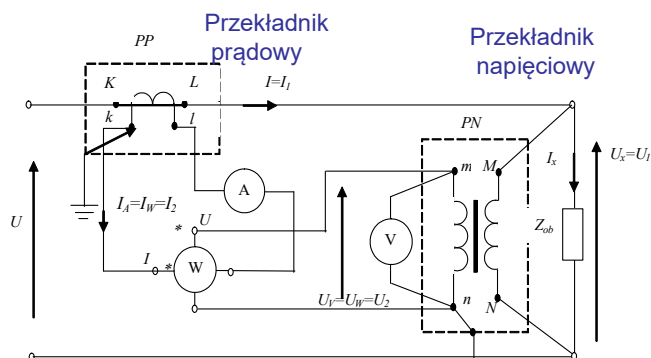 Przekładnik
prądowy
Przekładnik
napięciowy
PP
K L
I=I1
k l
PN
m M
Ix
Ux=U1
A
IA=IW=I2
U
* U
V
Zob
I * W
UV=UW=U2
n N